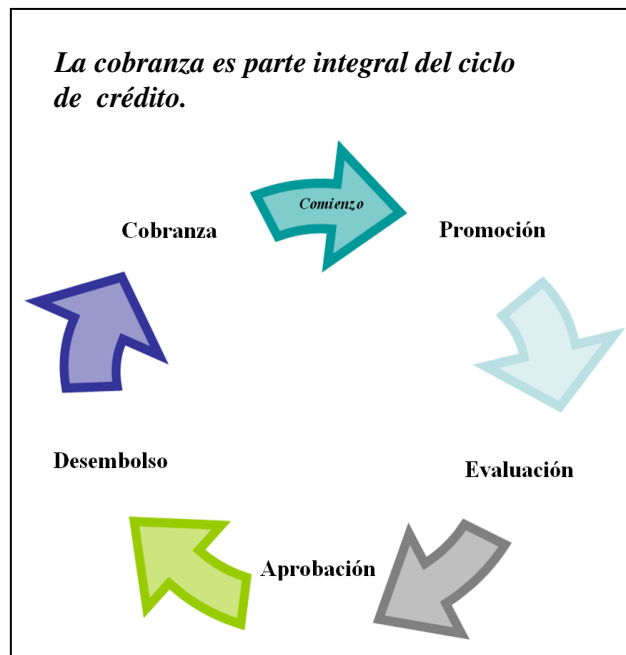 La cobranza es parte integral del ciclo
de crédito.
Comienzo
Cobranza
Promoción
Desembolso
Evaluación
Aprobación